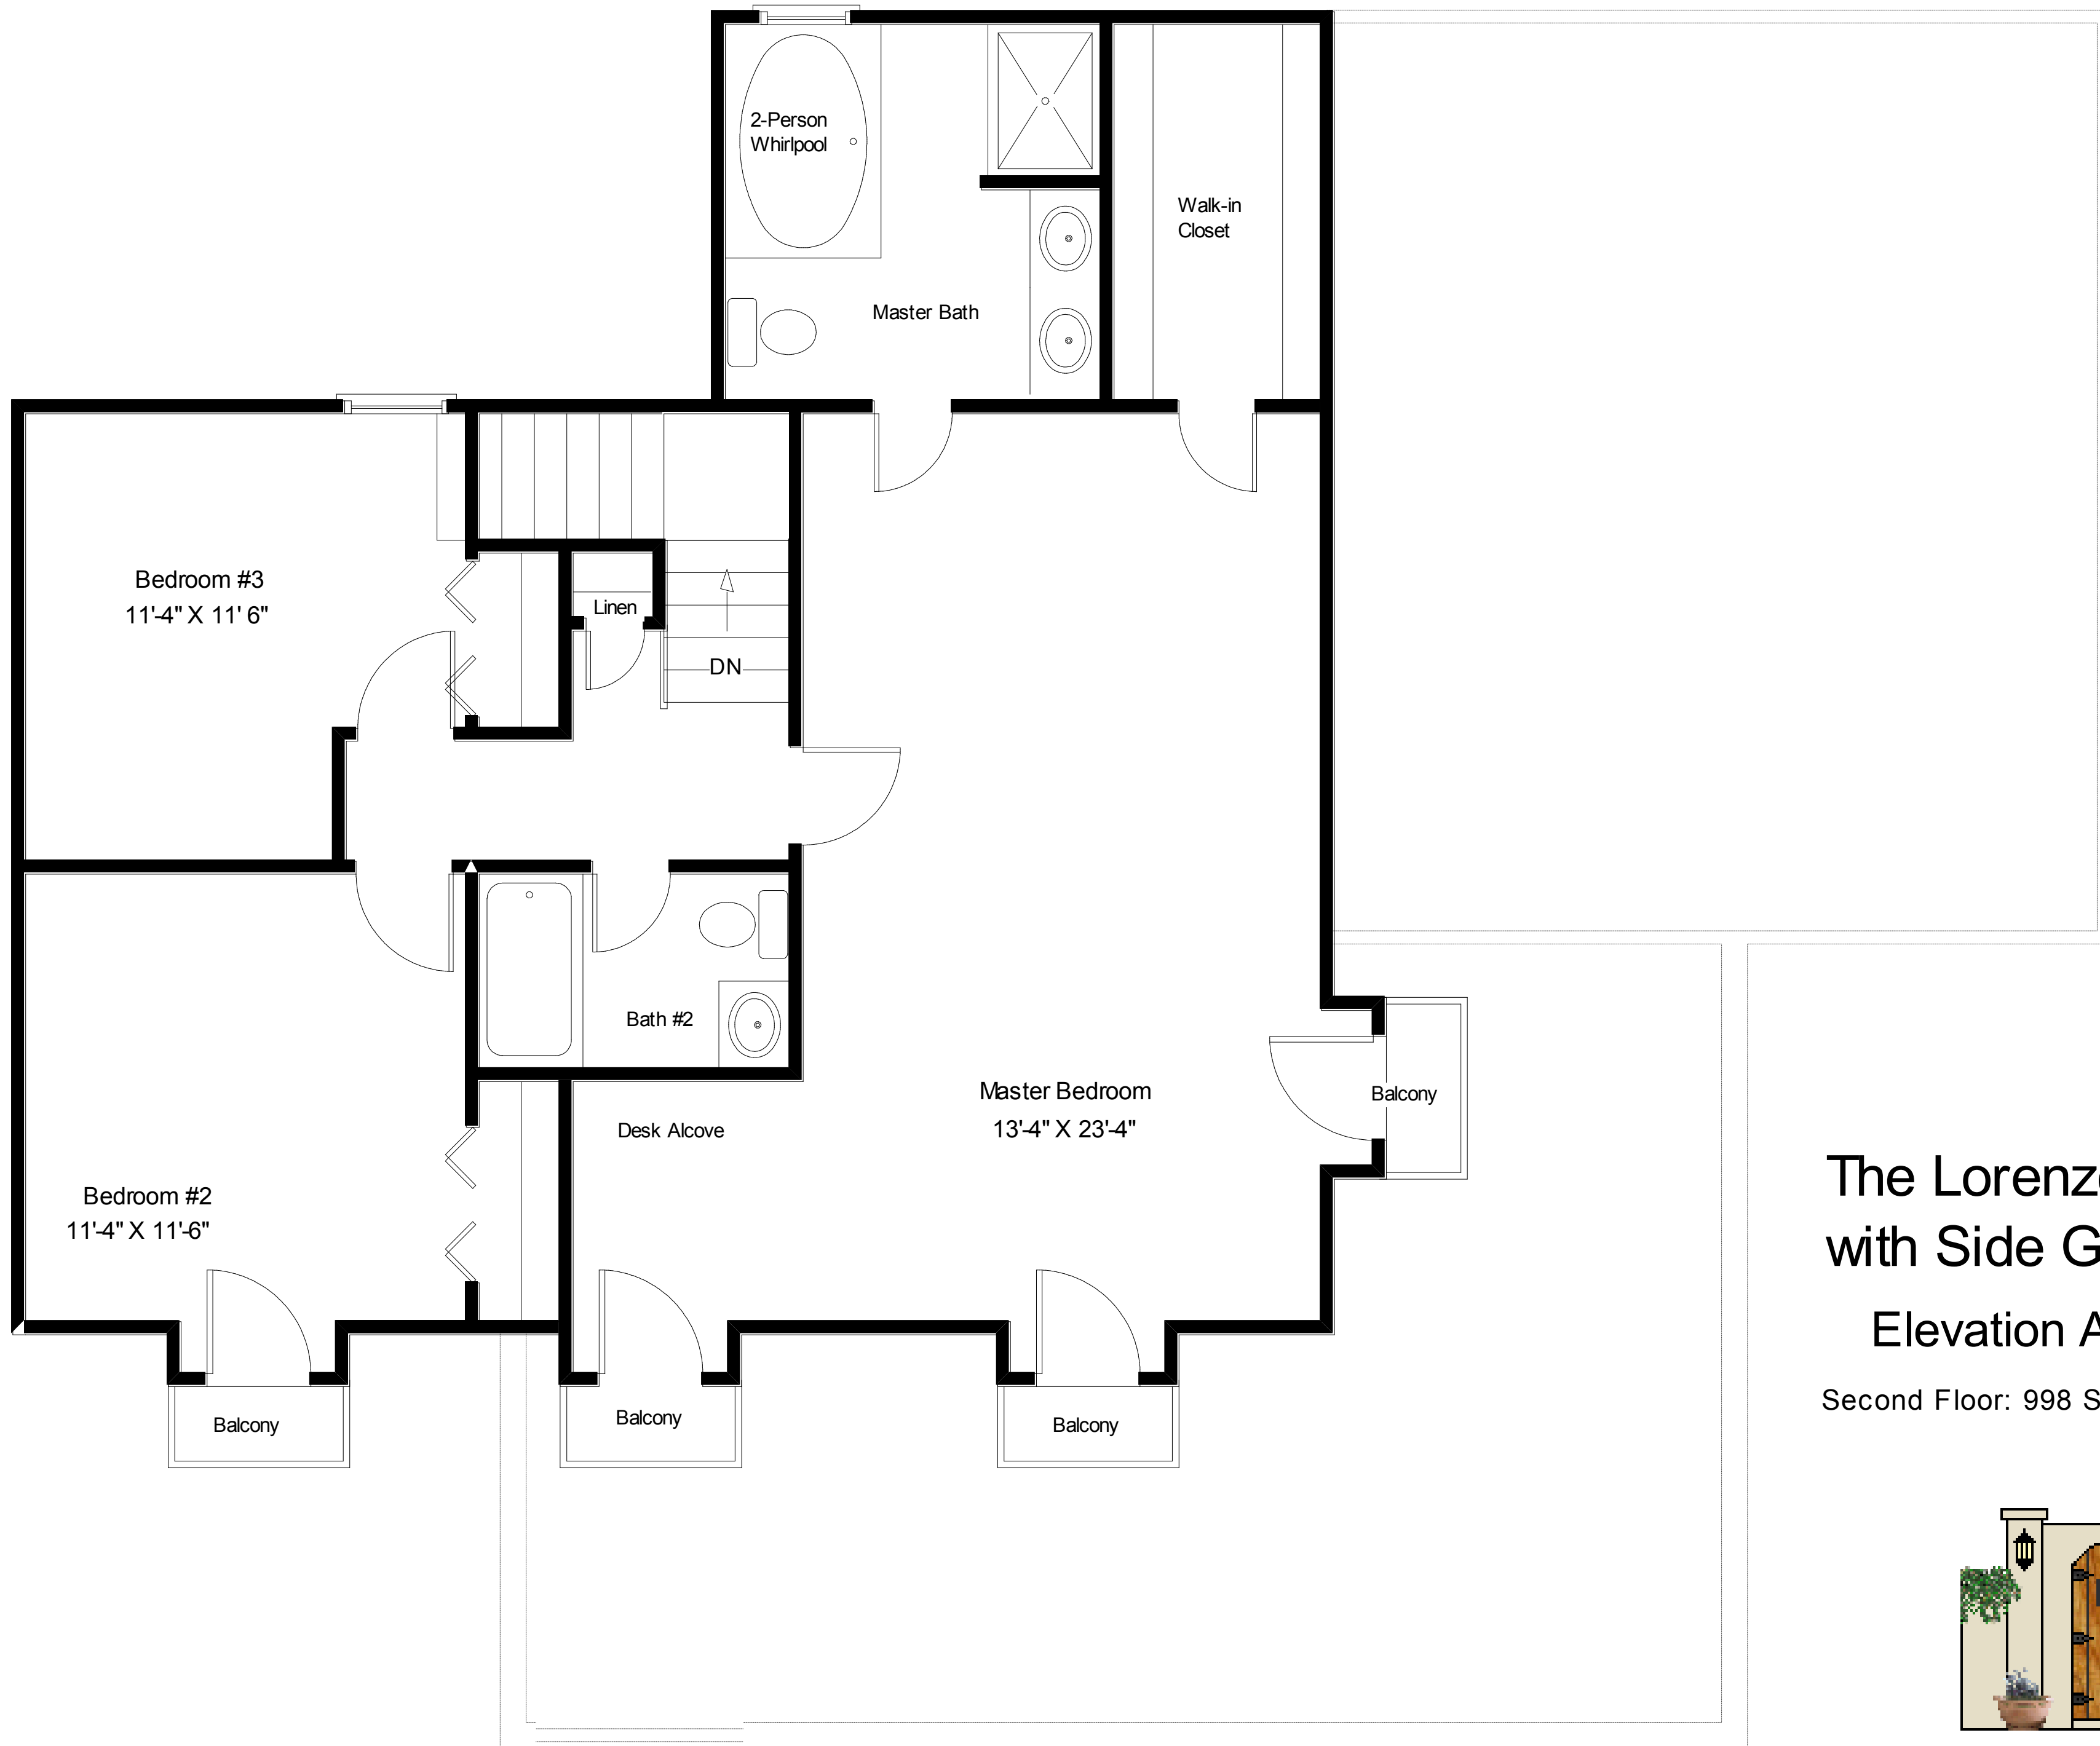 2-Person
Whirlpool
Walk-in
Closet
Master Bath
Bedroom #3
11'-4" X 11' 6"
Linen
DN
Bath #2
Master Bedroom
13'-4" X 23'-4"
Balcony
Desk Alcove
Bedroom #2
11'-4" X 11'-6"
Balcony
Balcony
Balcony
The Lorenz
with Side G
Elevation A
Second Floor: 998 S